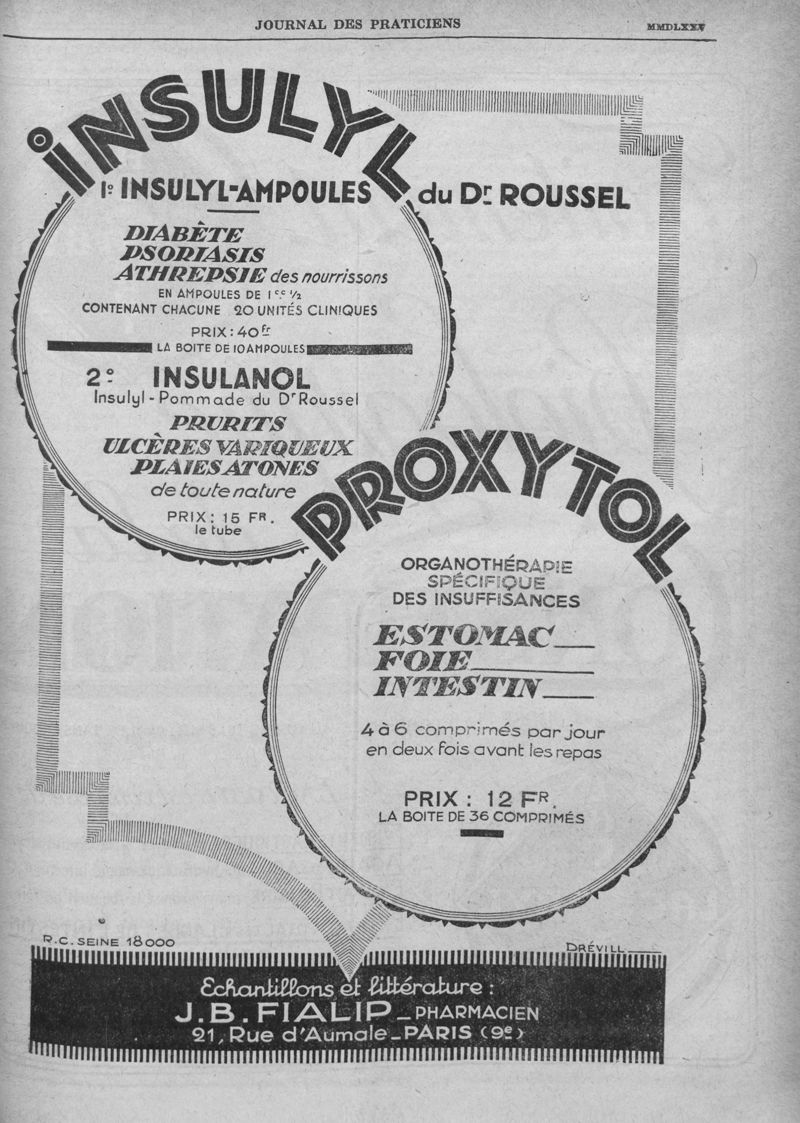 JOURNAL DES PRATICIENS
MMDLXXV
INSULYL
1º INSULYL-AMPOULES du Dr ROUSSEL
DIABÈTE
PSORIASIS
ATHREPSIE des nourrissons
EN AMPOULES DE 1 c.c 1/2
CONTENANT CHACUNE 20 UNITÉS CLINIQUES
PRIX : 40 fr
LA BOITE DE 10 AMPOULES
2º INSULANOL
Insulyl-Pommade du Dr Roussel
PRURITS
ULCÈRES VARIQUEUX
PLAIES ATONES
de toute nature
PRIX : 15 FR.
le tube
PROXYTOL
ORGANOTHÉRAPIE
SPÉCIFIQUE
DES INSUFFISANCES
ESTOMAC
FOIE
INTESTIN
4 à 6 comprimés par jour
en deux fois avant les repas
PRIX : 12 FR.
LA BOITE DE 36 COMPRIMÉS
R.C. SEINE 18000
DRÉVILL
Echantillons et littérature :
J.B. FIALIP _ PHARMACIEN
21, Rue d'Aumale _ PARIS (9e)